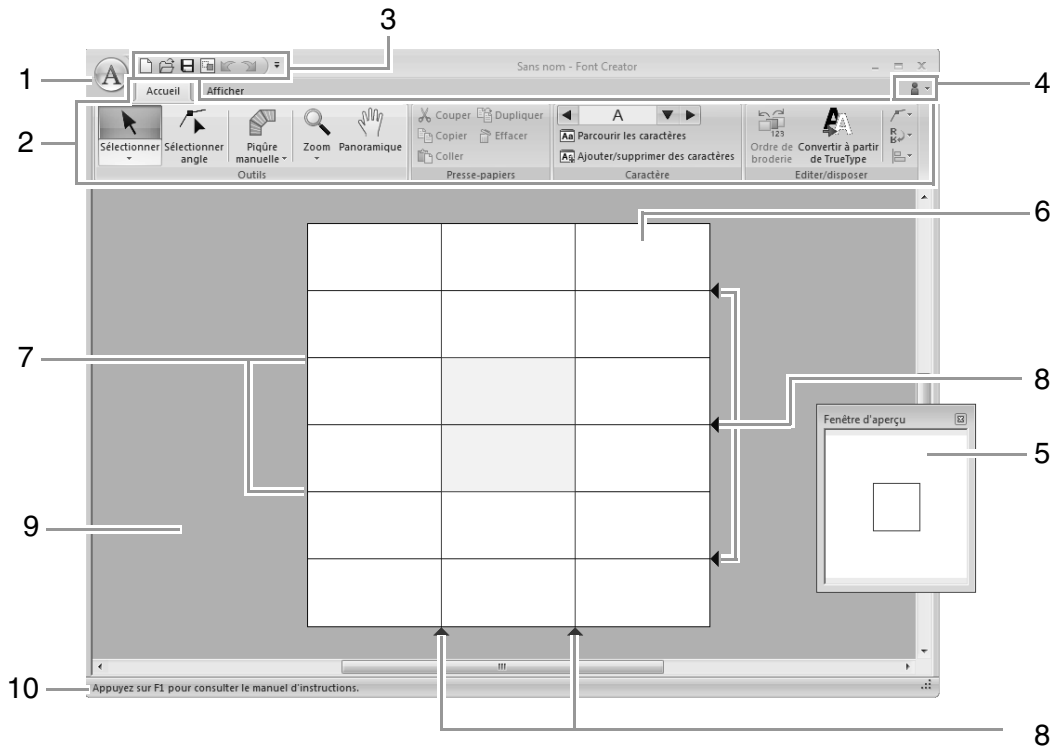 3
Sans nom - Font Creator
1
A
4
Accueil
Afficher
2
Sélectionner
Sélectionner angle
Piqûre manuelle
Zoom
Panoramique
Outils
Couper
Dupliquer
Copier
Effacer
Coller
Presse-papiers
A
Aa Parcourir les caractères
Ajouter/supprimer des caractères
Caractère
123
Ordre de broderie
Convertir à partir de TrueType
Editer/disposer
6
7
8
Fenêtre d'aperçu
5
9
10
Appuyez sur F1 pour consulter le manuel d'instructions.
8